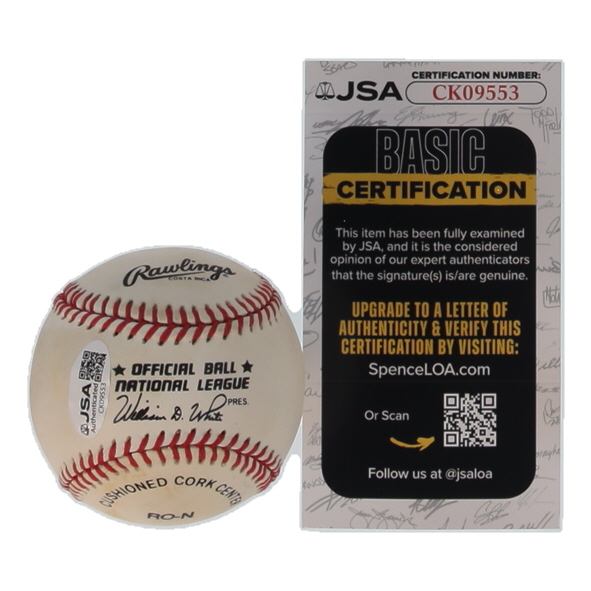 Rawlings
COSTA RICA
OFFICIAL BALL
NATIONAL LEAGUE
William D. White PRES.
CUSHIONED CORK CENTER
RO-N
JSA
Authenticated
CK09553
JSA
CERTIFICATION NUMBER:
CK09553
BASIC
CERTIFICATION
This item has been fully examined
by JSA, and it is the considered
opinion of our expert authenticators
that the signature(s) is/are genuine.
UPGRADE TO A LETTER OF
AUTHENTICITY & VERIFY THIS
CERTIFICATION BY VISITING:
SpenceLOA.com
Or Scan
Follow us at @jsaloa